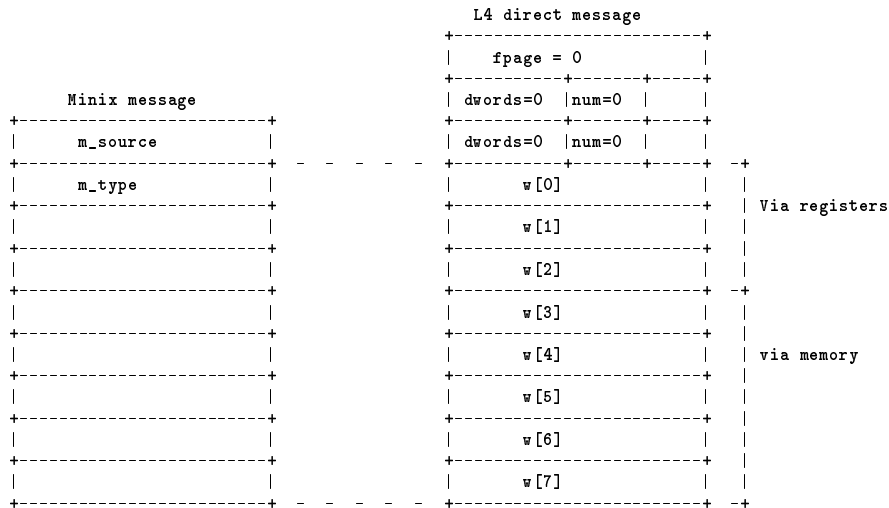 L4 direct message
fpage = 0
Minix message
dwords=0 num=0
m_source
dwords=0 num=0
m_type
w[0]
Via registers
w[1]
w[2]
w[3]
w[4]
via memory
w[5]
w[6]
w[7]